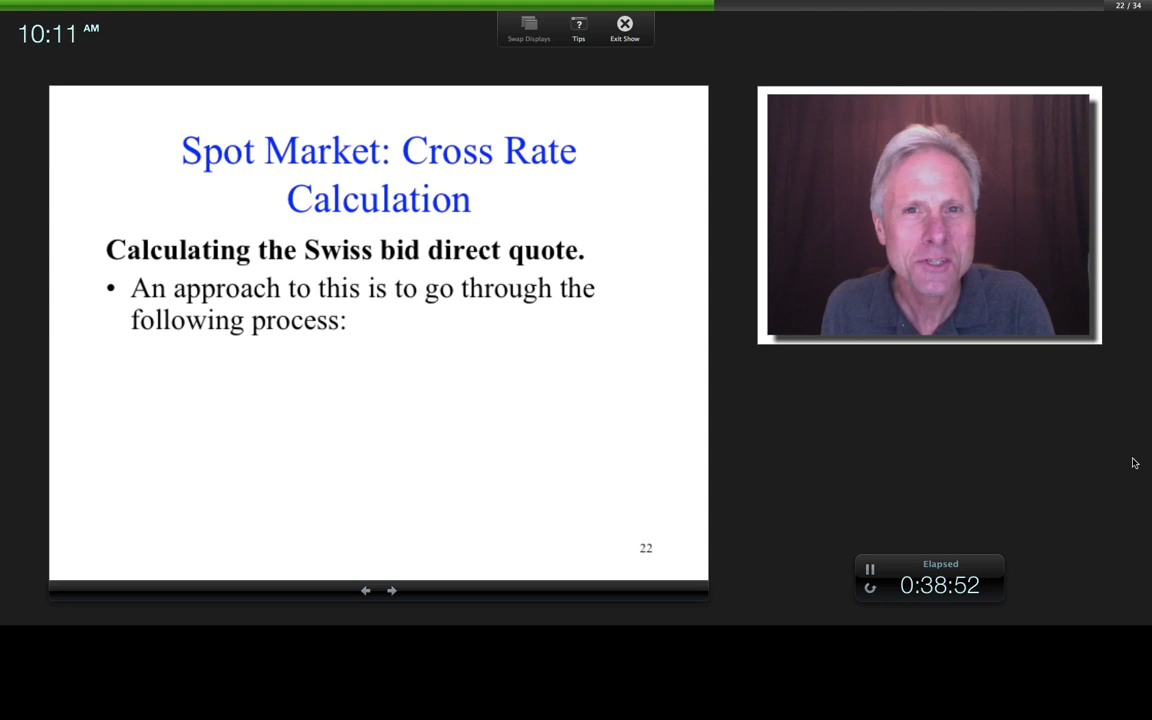 22 / 34
10:11 AM
Swap Displays
Tips
Exit Show
Spot Market: Cross Rate
Calculation
Calculating the Swiss bid direct quote.
• An approach to this is to go through the
following process:
22
Elapsed
0:38:52